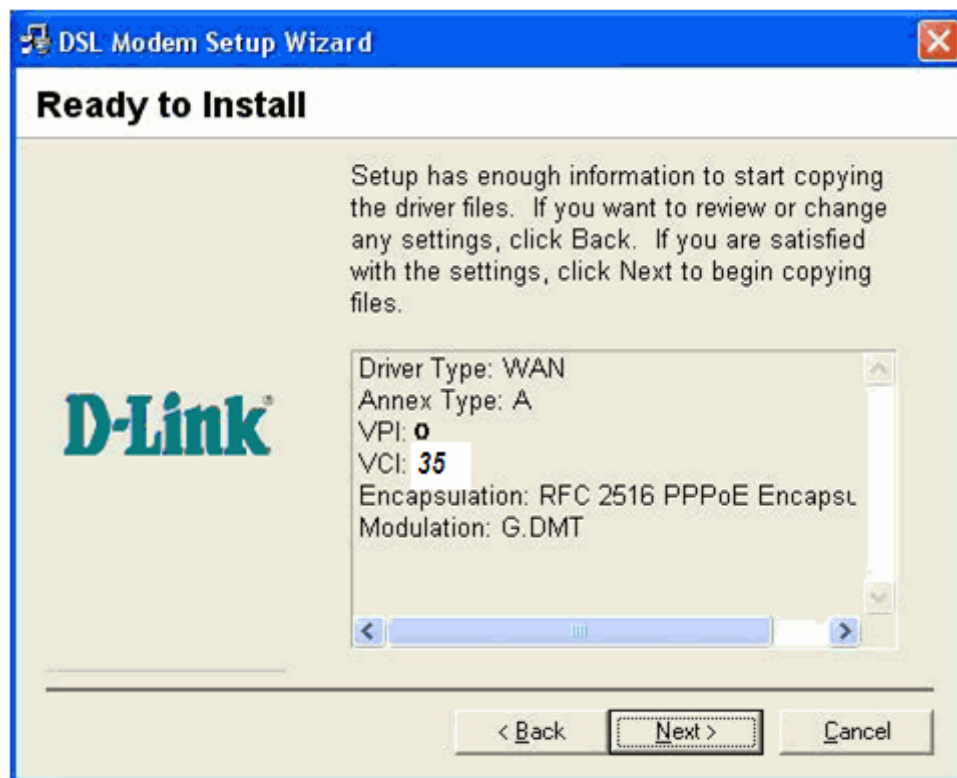 DSL Modem Setup Wizard
Ready to Install
Setup has enough information to start copying
the driver files. If you want to review or change
any settings, click Back. If you are satisfied
with the settings, click Next to begin copying
files.
D-Link®
Driver Type: WAN
Annex Type: A
VPI: 0
VCI: 35
Encapsulation: RFC 2516 PPPoE Encapsu
Modulation: G.DMT
< Back
Next >
Cancel